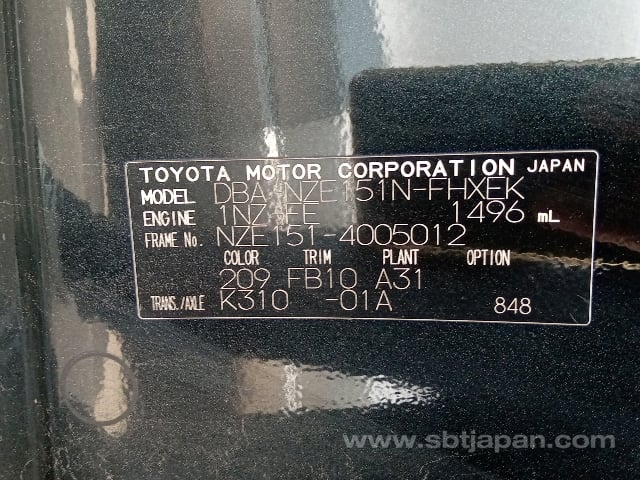 TOYOTA MOTOR CORPORATION JAPAN
MODEL DBA-NZE151N-FHXEK
ENGINE 1NZ-FE 1496 mL
FRAME No. NZE151-4005012
COLOR TRIM PLANT OPTION
209 FB10 A31
TRANS./AXLE K310 -01A 848
www.sbtjapan.com